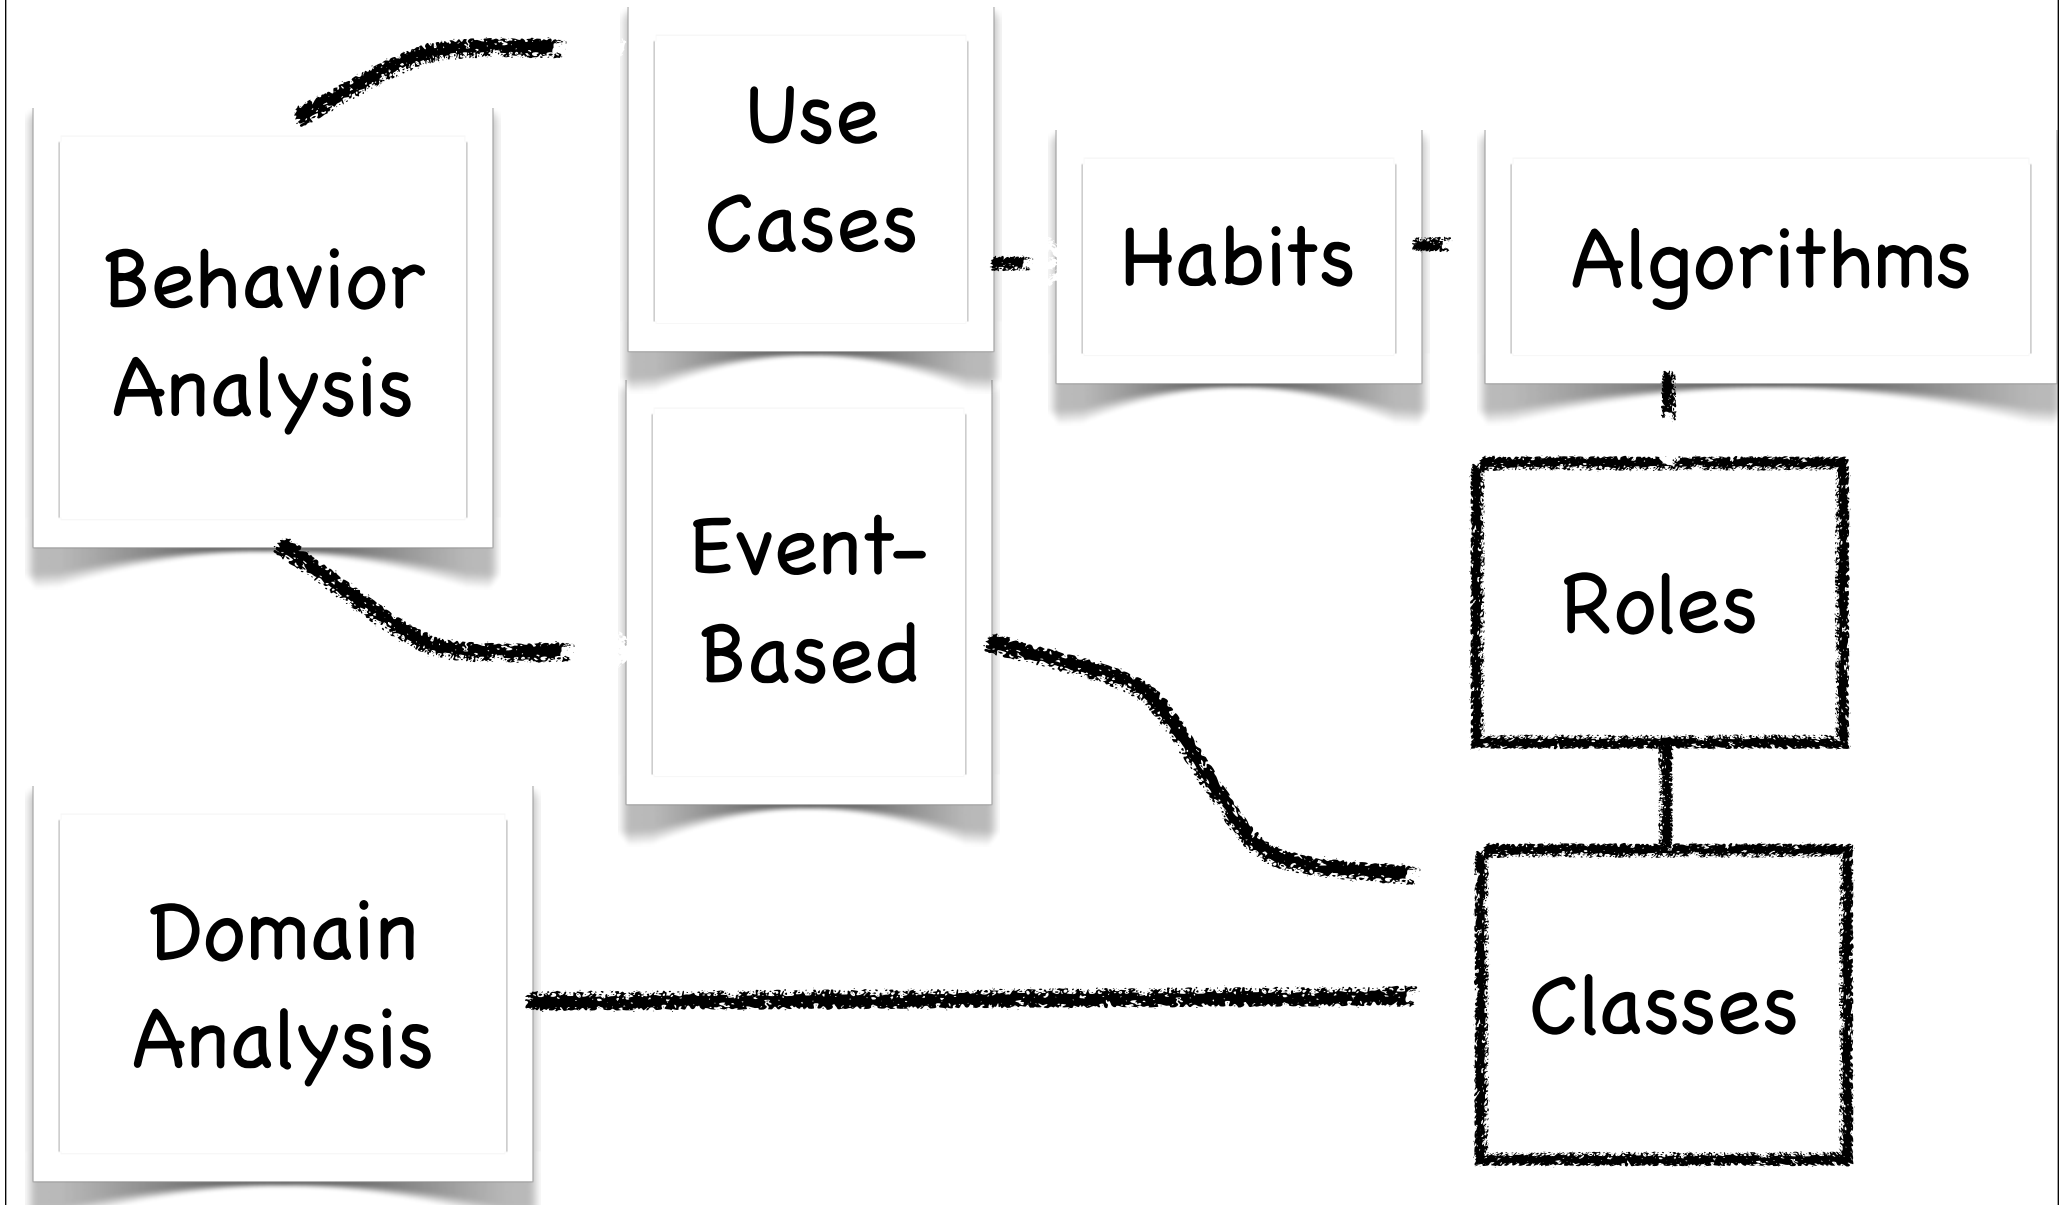 Behavior
Analysis
Use
Cases
Habits
Algorithms
Event-
Based
Roles
Domain
Analysis
Classes